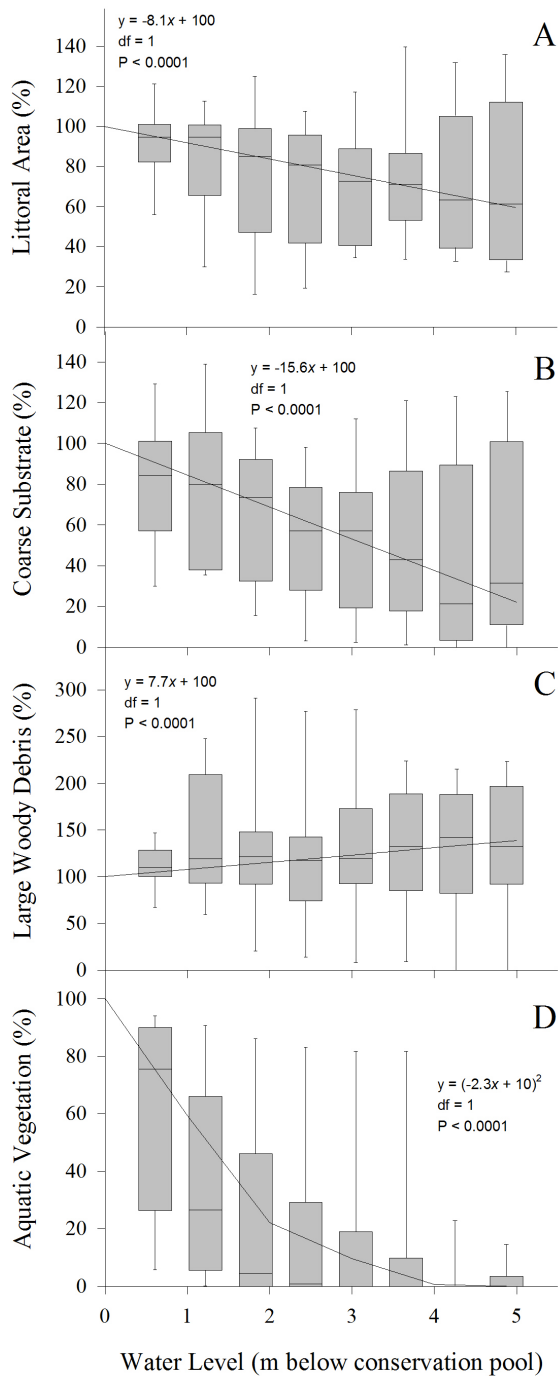 y = -8.1x + 100
df = 1
P < 0.0001
A
Littoral Area (%)
140
120
100
80
60
40
20
0
y = -15.6x + 100
df = 1
P < 0.0001
B
Coarse Substrate (%)
140
120
100
80
60
40
20
0
y = 7.7x + 100
df = 1
P < 0.0001
C
Large Woody Debris (%)
300
250
200
150
100
50
0
D
Aquatic Vegetation (%)
100
80
60
40
20
0
y = (-2.3x + 10)²
df = 1
P < 0.0001
0 1 2 3 4 5
Water Level (m below conservation pool)